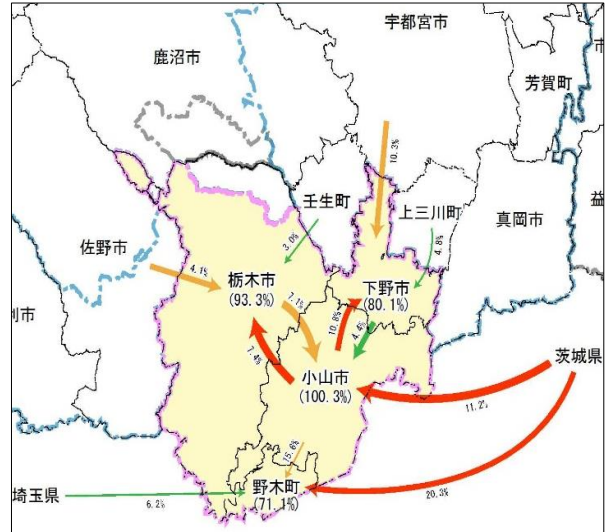 宇都宮市
鹿沼市
市
芳賀町
10.3%
益
壬生町
上三川町
真岡市
佐野市
3.0%
4.8%
4.1%
栃木市
(93.3%)
下野市
(80.1%)
利市
7.1%
10.8%
4.4%
7.4%
小山市
(100.3%)
茨城県
11.2%
15.6%
野木町
(71.1%)
埼玉県
6.2%
20.3%